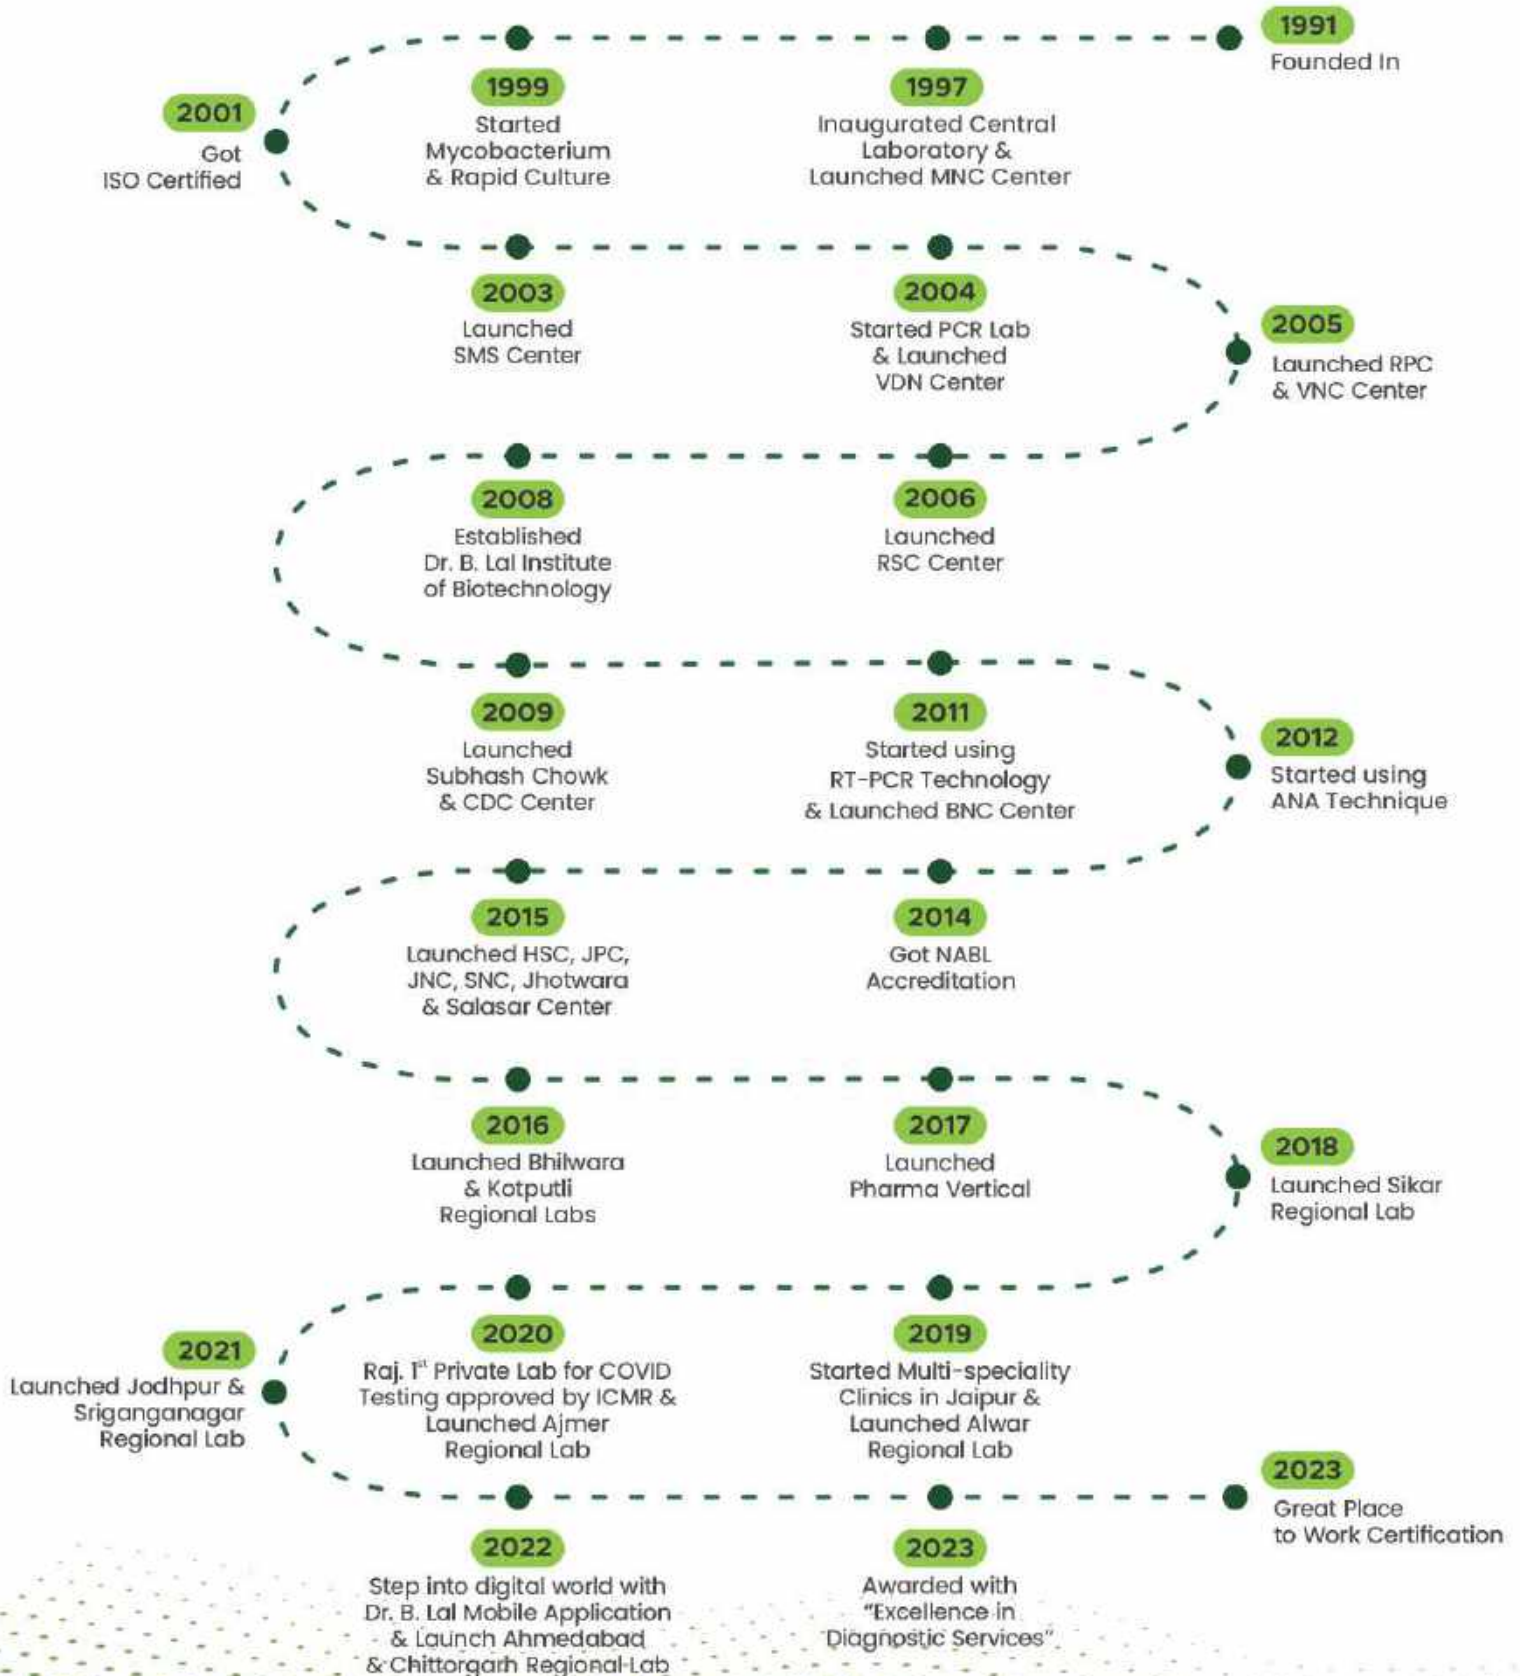 1991
Founded In
1997
Inaugurated Central
Laboratory &
Launched MNC Center
1999
Started
Mycobacterium
& Rapid Culture
2001
Got
ISO Certified
2003
Launched
SMS Center
2004
Started PCR Lab
& Launched
VDN Center
2005
Launched RPC
& VNC Center
2006
Launched
RSC Center
2008
Established
Dr. B. Lal Institute
of Biotechnology
2009
Launched
Subhash Chowk
& CDC Center
2011
Started using
RT-PCR Technology
& Launched BNC Center
2012
Started using
ANA Technique
2014
Got NABL
Accreditation
2015
Launched HSC, JPC,
JNC, SNC, Jhotwara
& Salasar Center
2016
Launched Bhilwara
& Kotputli
Regional Labs
2017
Launched
Pharma Vertical
2018
Launched Sikar
Regional Lab
2019
Started Multi-speciality
Clinics in Jaipur &
Launched Alwar
Regional Lab
2020
Raj. 1st Private Lab for COVID
Testing approved by ICMR &
Launched Ajmer
Regional Lab
2021
Launched Jodhpur &
Sriganganagar
Regional Lab
2022
Step into digital world with
Dr. B. Lal Mobile Application
& Launch Ahmedabad
& Chittorgarh Regional Lab
2023
Awarded with
“Excellence in
Diagnostic Services”
2023
Great Place
to Work Certification